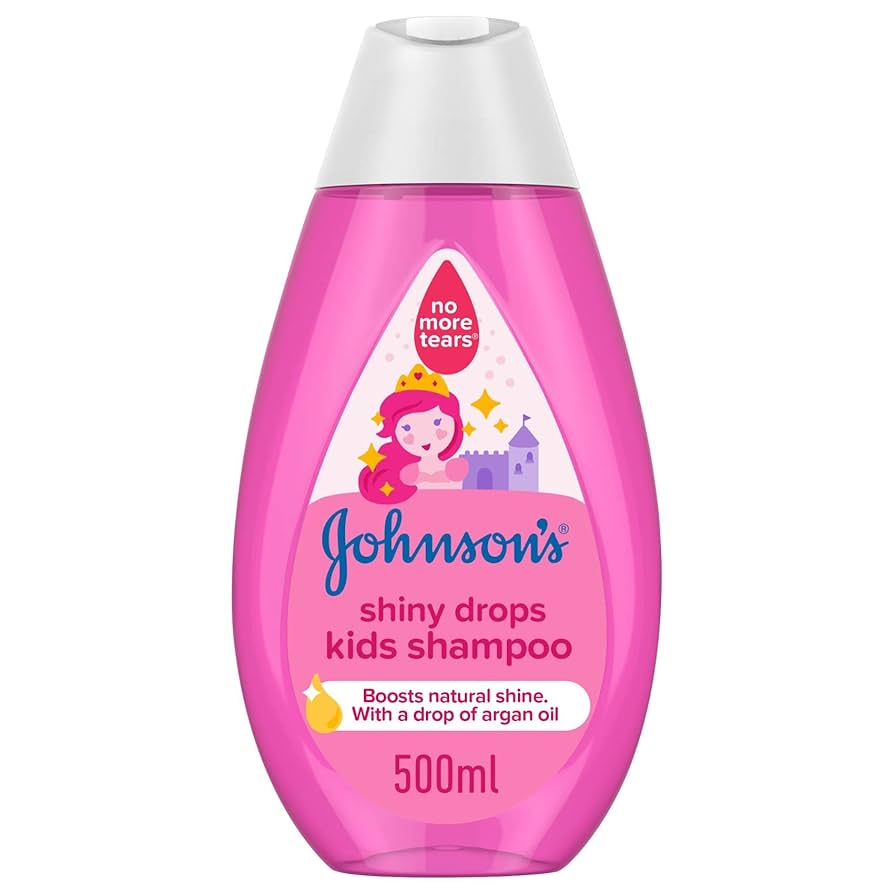 no
more
tears®
Johnson's®
shiny drops
kids shampoo
Boosts natural shine.
With a drop of argan oil
500ml